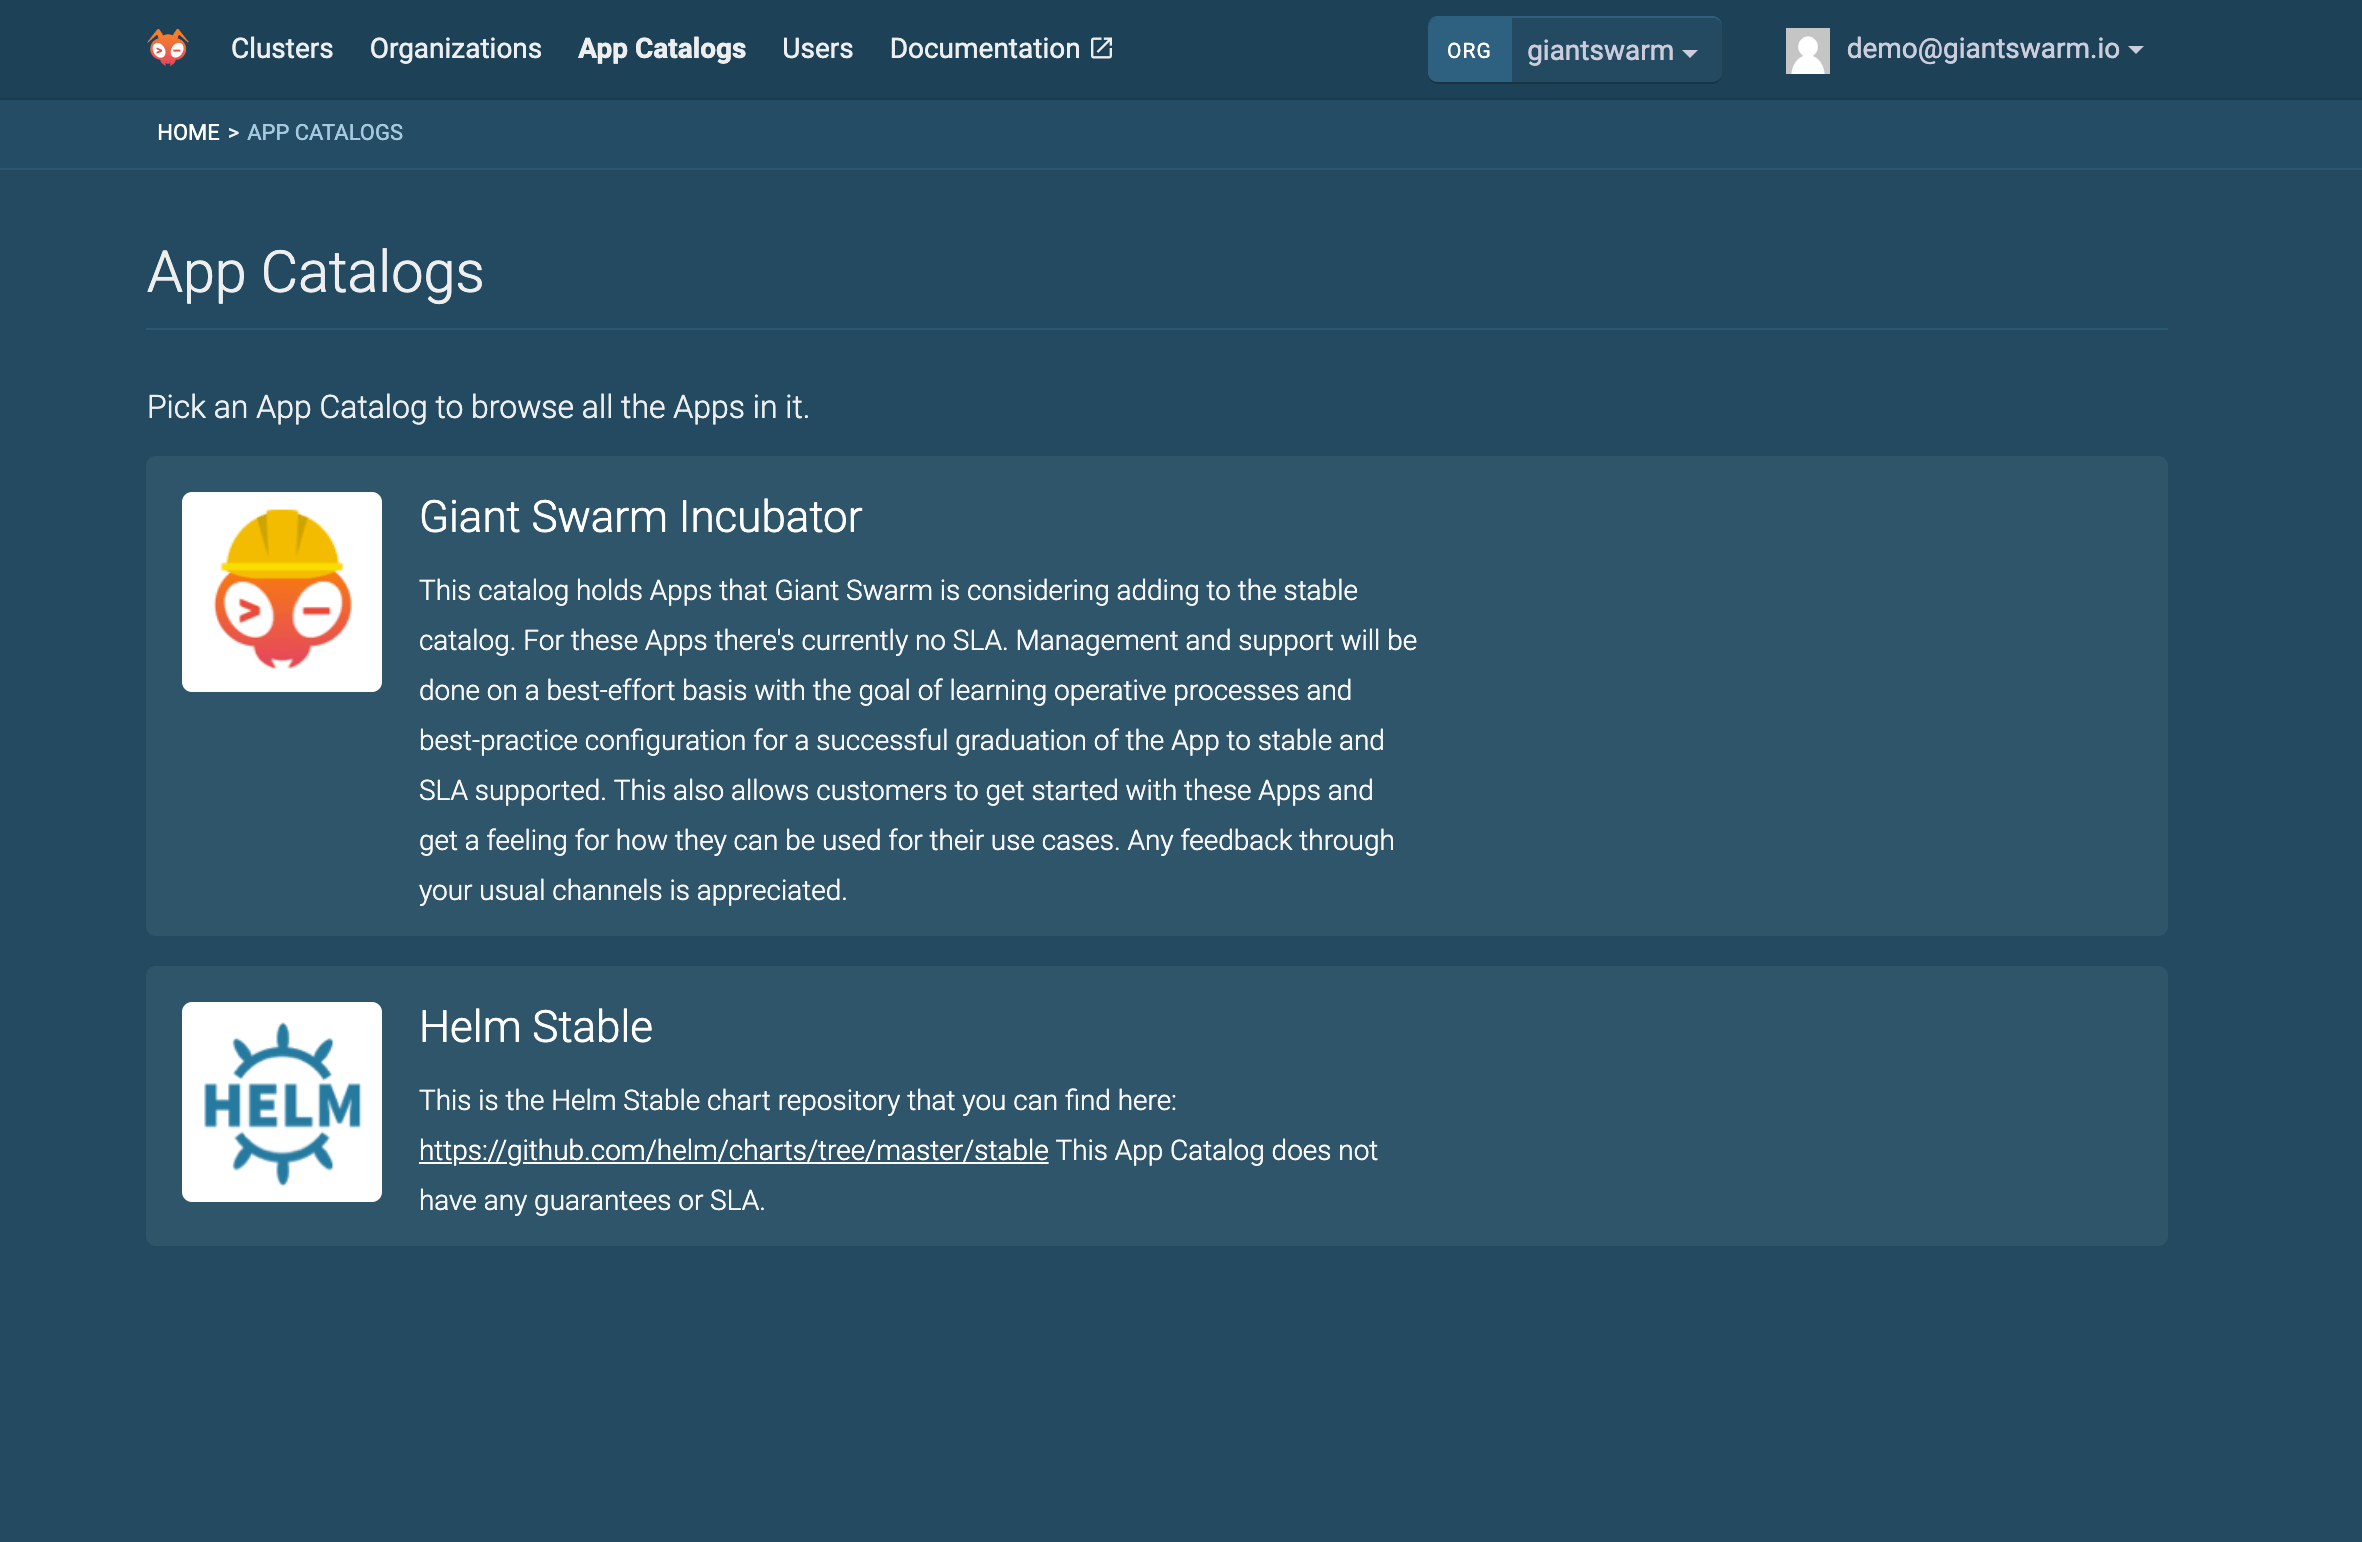 Clusters Organizations App Catalogs Users Documentation ORG giantswarm demo@giantswarm.io
HOME > APP CATALOGS
App Catalogs
Pick an App Catalog to browse all the Apps in it.
Giant Swarm Incubator
This catalog holds Apps that Giant Swarm is considering adding to the stable
catalog. For these Apps there's currently no SLA. Management and support will be
done on a best-effort basis with the goal of learning operative processes and
best-practice configuration for a successful graduation of the App to stable and
SLA supported. This also allows customers to get started with these Apps and
get a feeling for how they can be used for their use cases. Any feedback through
your usual channels is appreciated.
HELM
Helm Stable
This is the Helm Stable chart repository that you can find here:
https://github.com/helm/charts/tree/master/stable This App Catalog does not
have any guarantees or SLA.